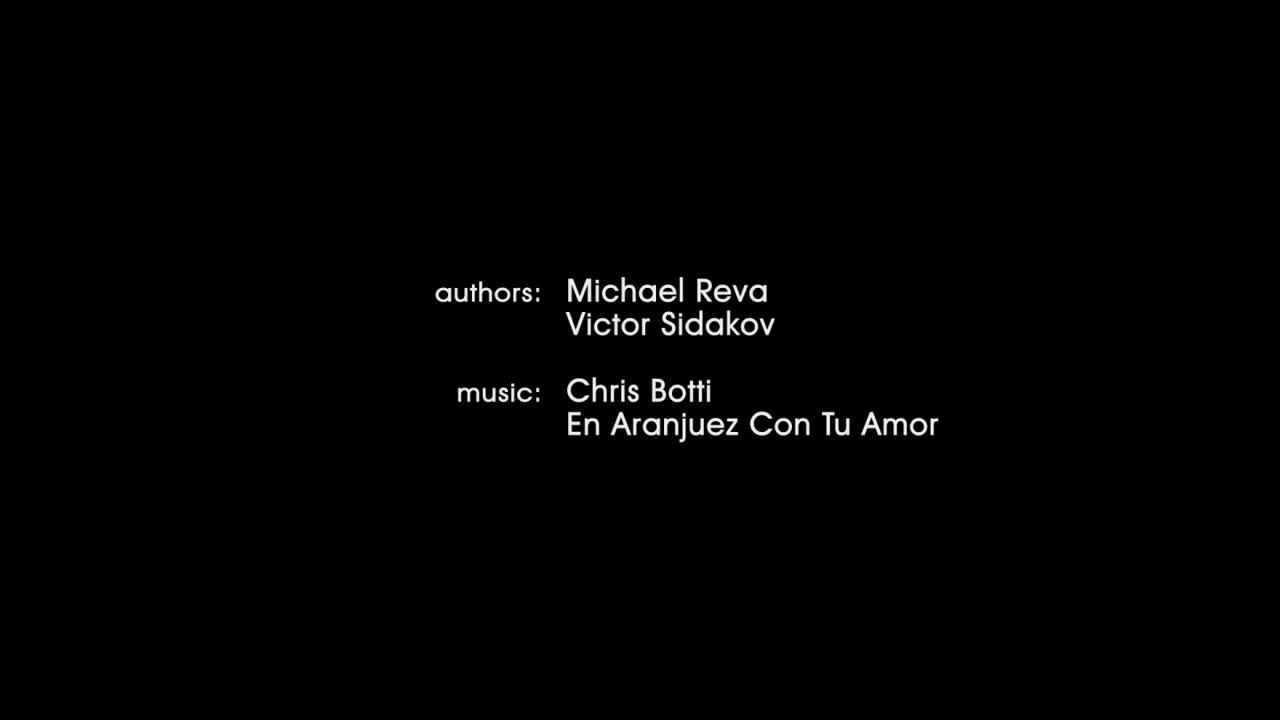 authors: Michael Reva
Victor Sidakov
music: Chris Botti
En Aranjuez Con Tu Amor